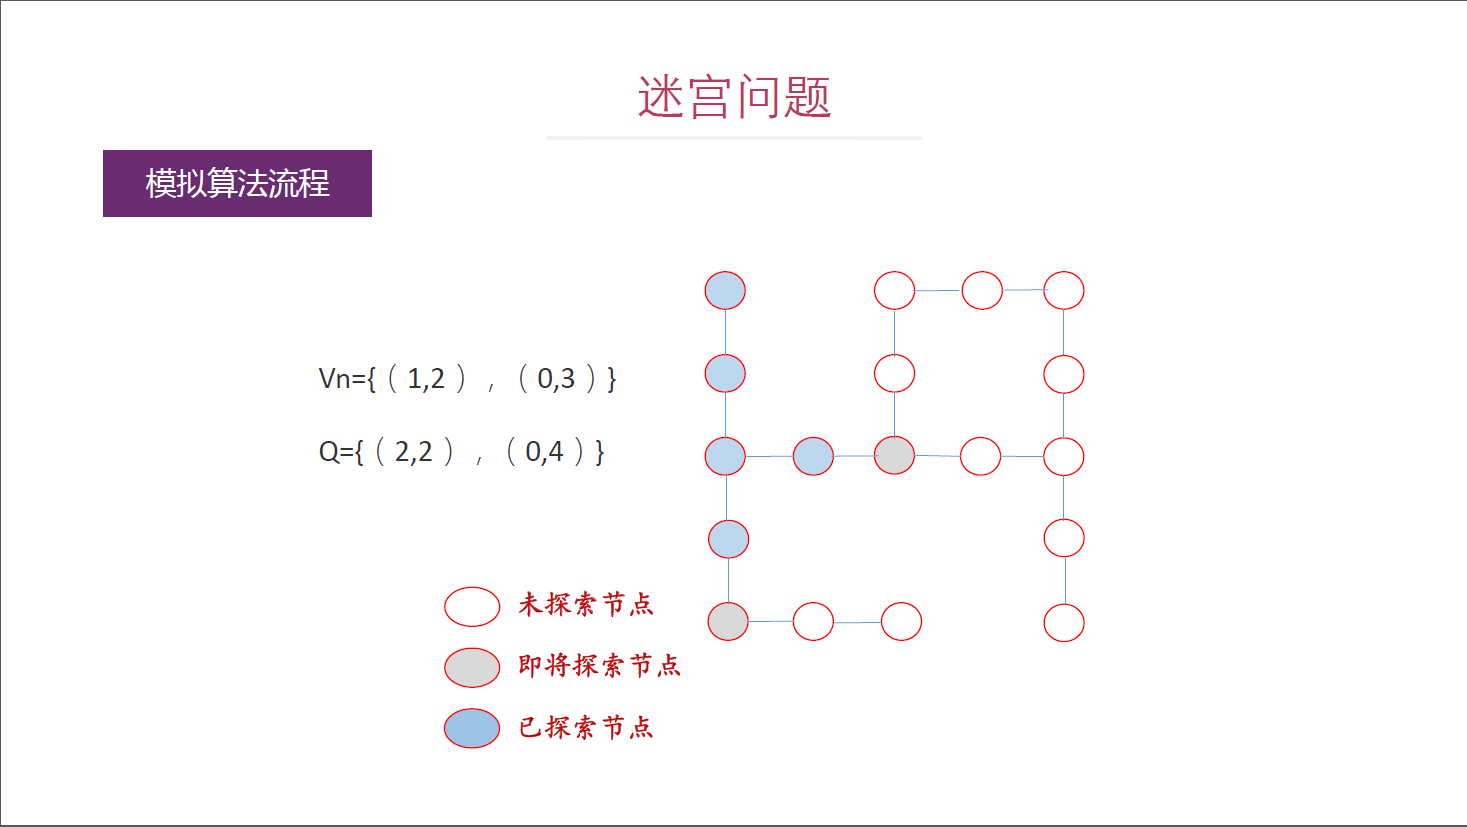 迷宫问题
模拟算法流程
Vn={（1,2），（0,3）}
Q={（2,2），（0,4）}
未探索节点
即将探索节点
已探索节点